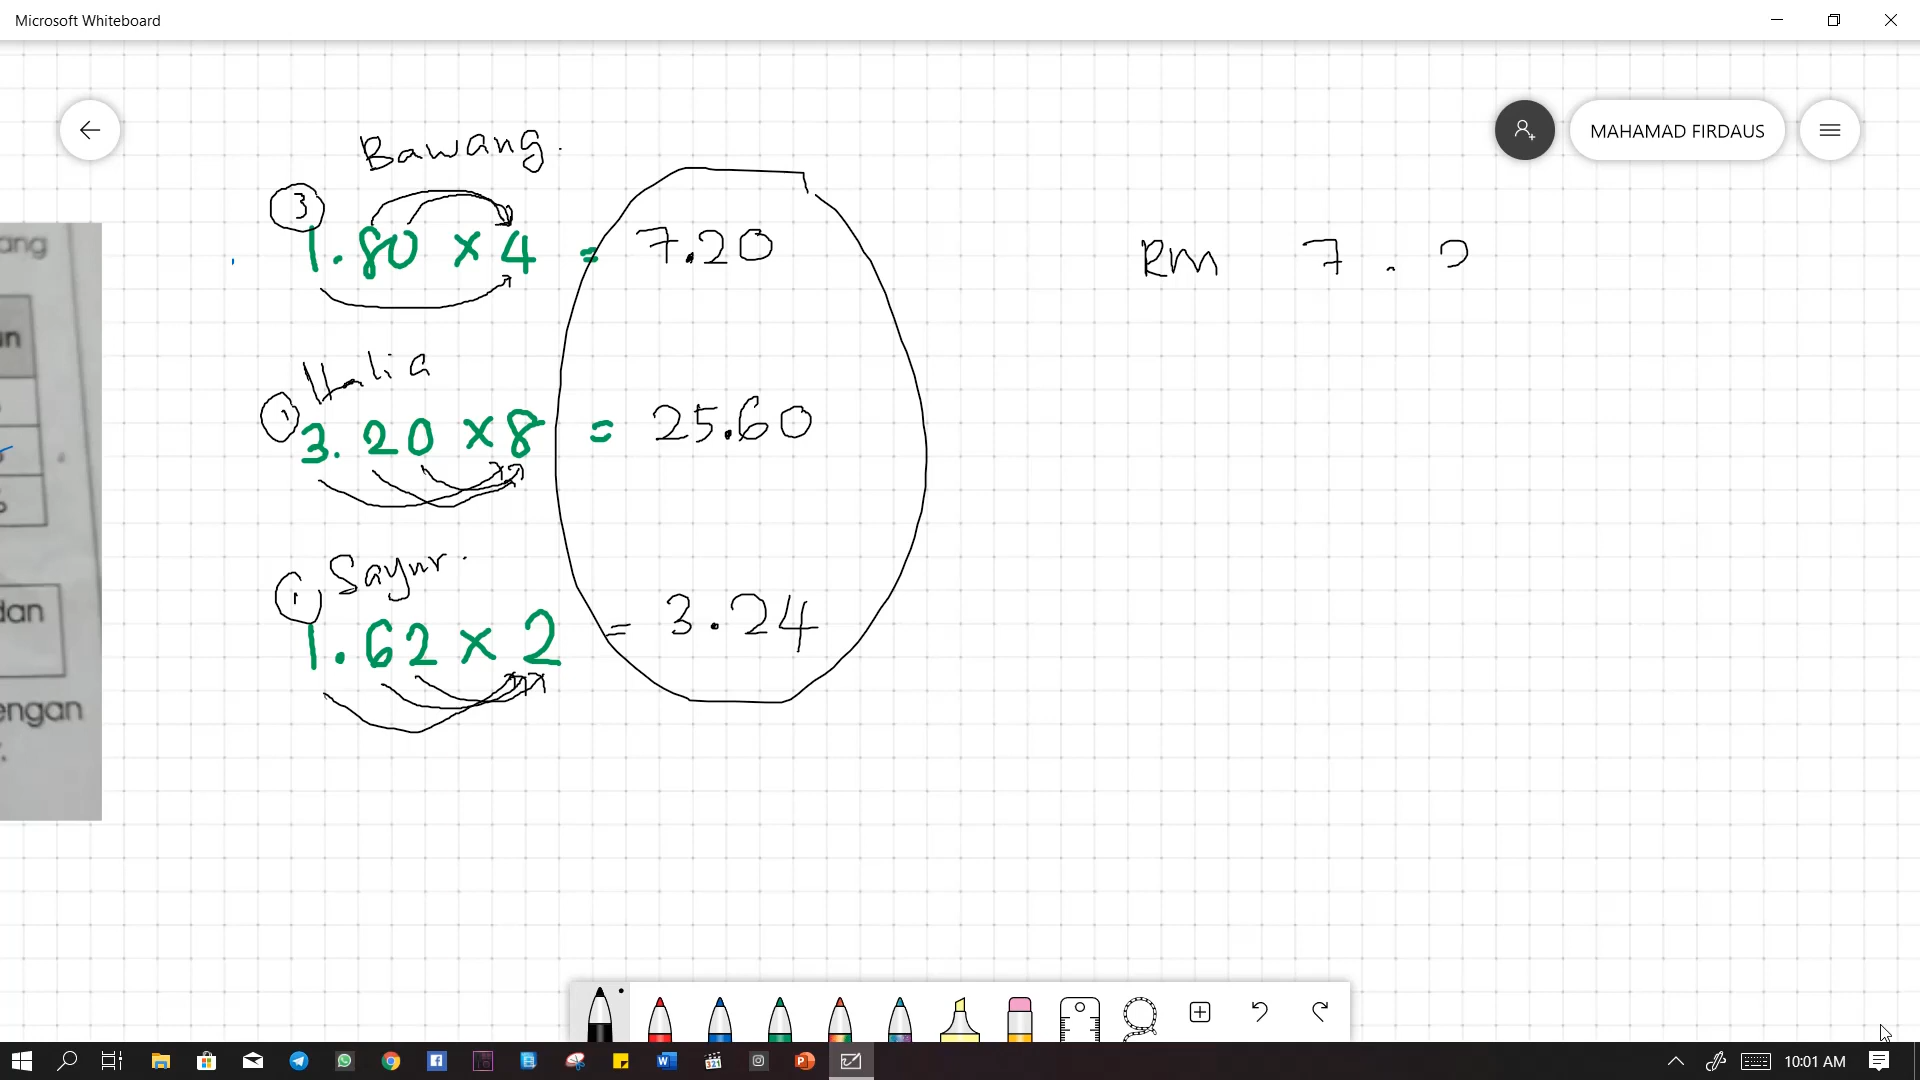 Microsoft Whiteboard
MAHAMAD FIRDAUS
Bawang.
3
1.80 x 4 = 7.20
RM 7 . 2
Halia
1
3.20 x 8 = 25.60
Sayur.
1
1.62 x 2 = 3.24
ang
an
dan
engan
10:01 AM